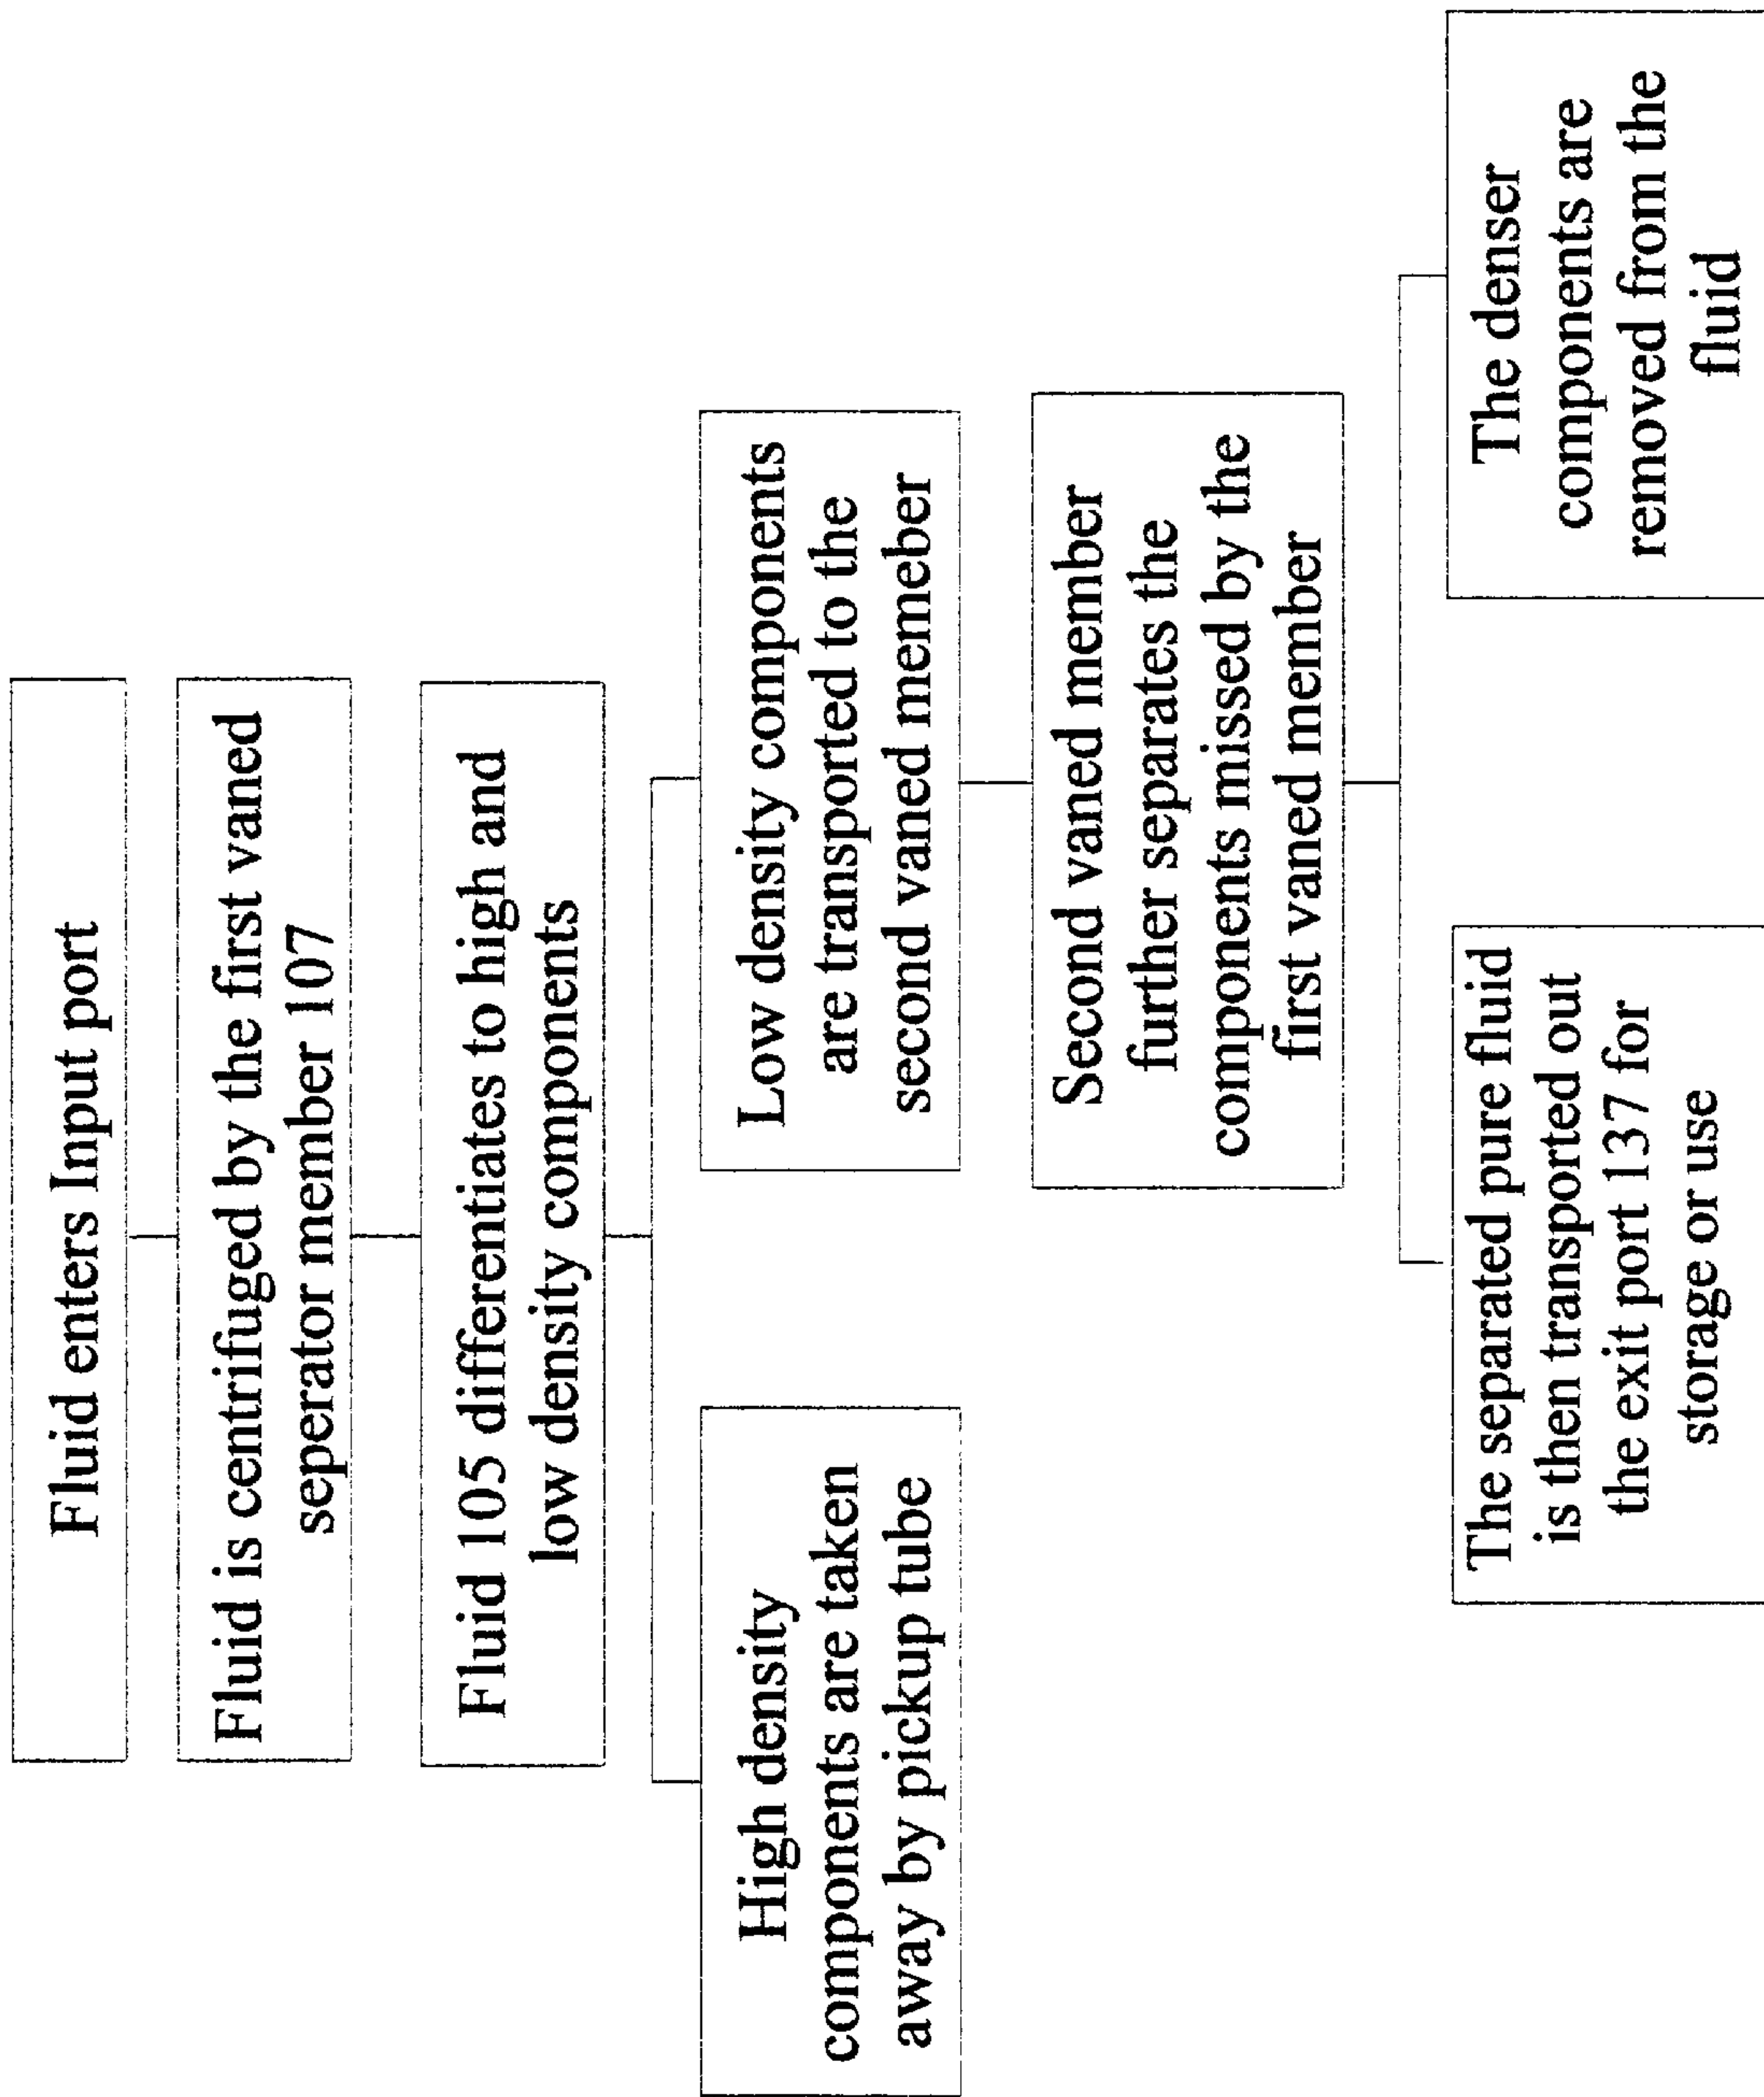 Fluid enters Input port
Fluid is centrifuged by the first vaned
seperator member 107
Fluid 105 differentiates to high and
low density components
High density
components are taken
away by pickup tube
Low density components
are transported to the
second vaned memeber
Second vaned member
further separates the
components missed by the
first vaned member
The separated pure fluid
is then transported out
the exit port 137 for
storage or use
The denser
components are
removed from the
fluid